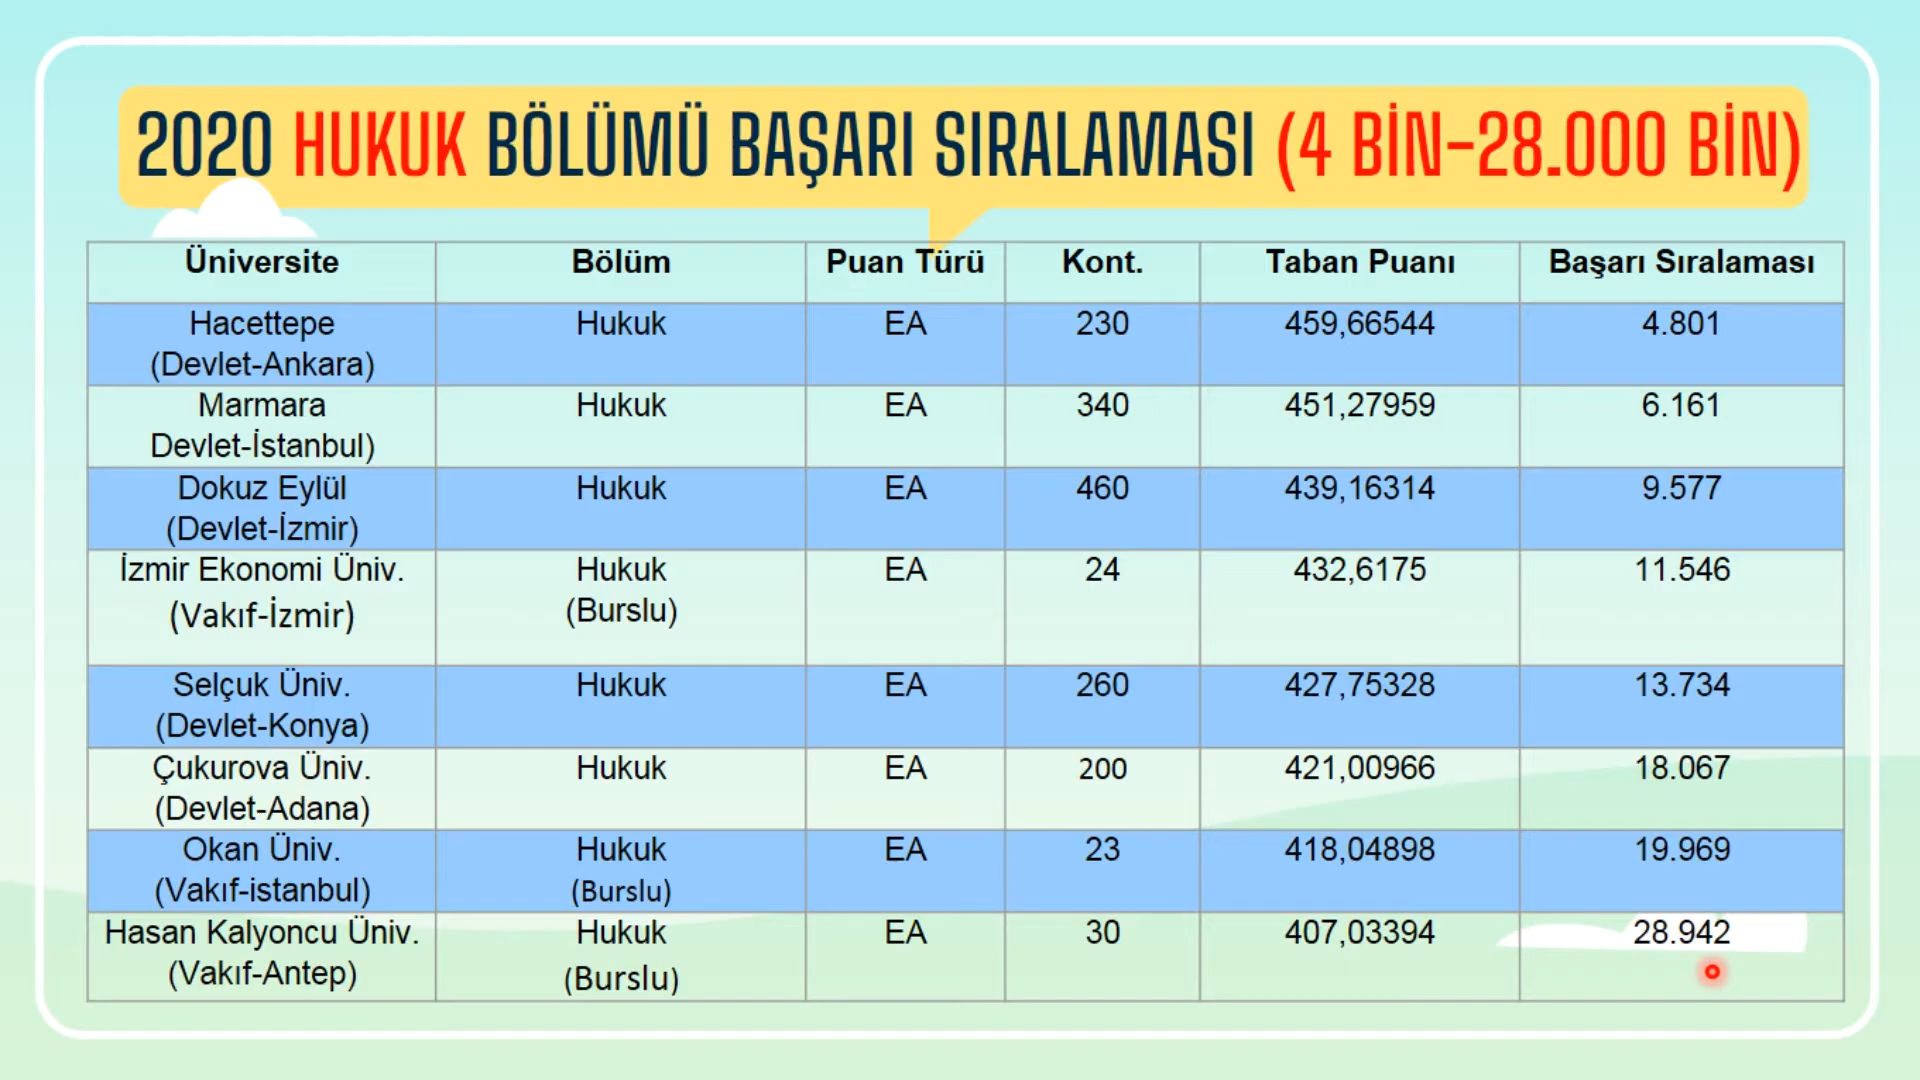 2020 HUKUK BÖLÜMÜ BAŞARI SIRALAMASI (4 BİN-28.000 BİN)
Üniversite Bölüm Puan Türü Kont. Taban Puanı Başarı Sıralaması
Hacettepe Hukuk EA 230 459,66544 4.801
(Devlet-Ankara)
Marmara Hukuk EA 340 451,27959 6.161
Devlet-İstanbul)
Dokuz Eylül Hukuk EA 460 439,16314 9.577
(Devlet-İzmir)
İzmir Ekonomi Üniv. Hukuk EA 24 432,6175 11.546
(Vakıf-İzmir) (Burslu)
Selçuk Üniv. Hukuk EA 260 427,75328 13.734
(Devlet-Konya)
Çukurova Üniv. Hukuk EA 200 421,00966 18.067
(Devlet-Adana)
Okan Üniv. Hukuk EA 23 418,04898 19.969
(Vakıf-istanbul) (Burslu)
Hasan Kalyoncu Üniv. Hukuk EA 30 407,03394 28.942
(Vakıf-Antep) (Burslu)